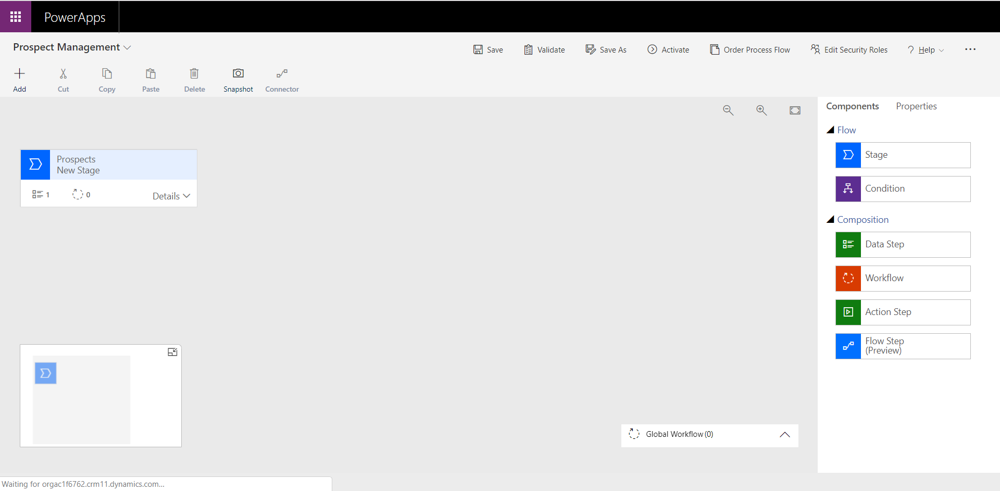 PowerApps
Prospect Management
Save
Validate
Save As
Activate
Order Process Flow
Edit Security Roles
? Help
Add
Cut
Copy
Paste
Delete
Snapshot
Connector
Components
Properties
Flow
Stage
Condition
Composition
Data Step
Workflow
Action Step
Flow Step
(Preview)
Prospects
New Stage
1
0
Details
Global Workflow (0)
Waiting for orgac1f6762.crm11.dynamics.com...